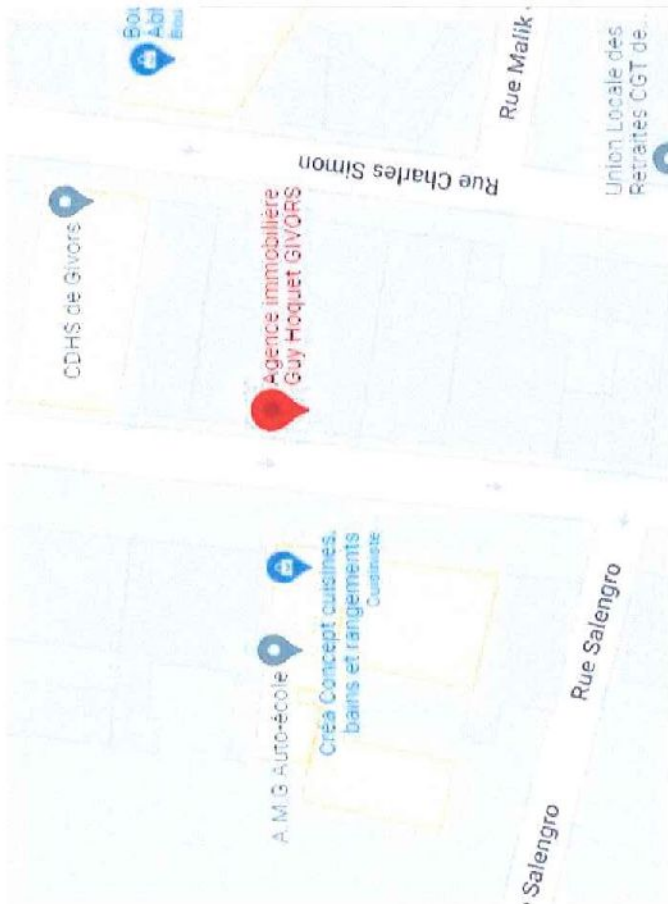 CDHS de Givors
Agence immobilière
Guy Hoquet GIVORS
Rue Charles Simon
Rue Malik
Union Locale des
Retraités CGT de...
A.M.G Auto-école
Créa Concept cuisines,
bains et rangements
Cuisiniste
Rue Salengro
Salengro